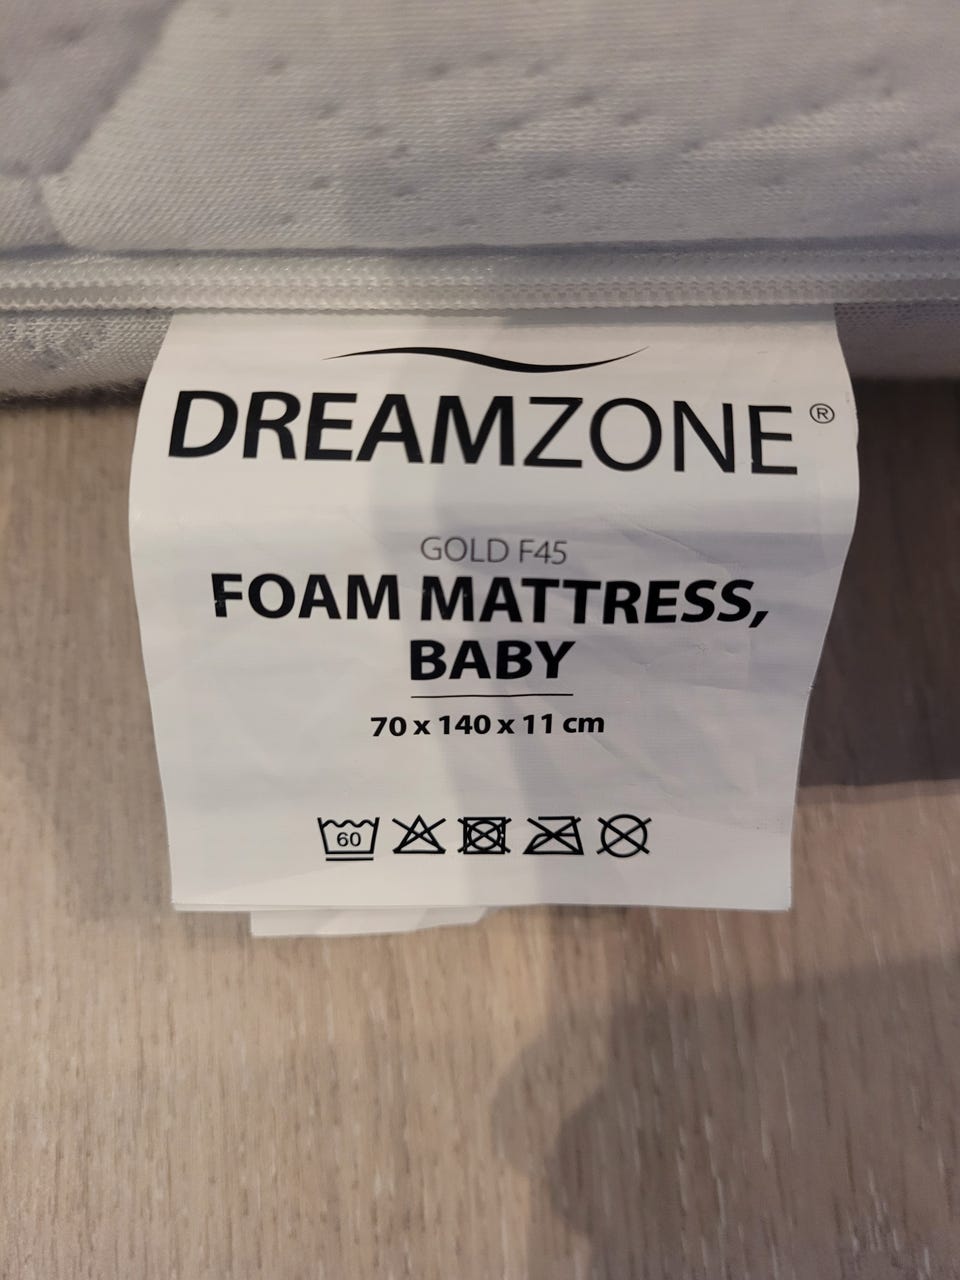 DREAMZONE®
GOLD F45
FOAM MATTRESS,
BABY
70 x 140 x 11 cm
60